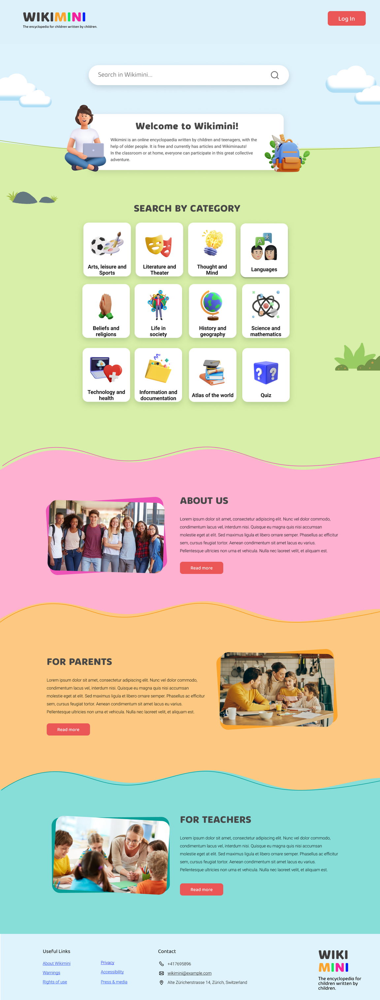 WIKIMINI
The encyclopedia for children written by children.
Log In
Search in Wikimini...
Welcome to Wikimini!
Wikimini is an online encyclopaedia written by children and teenagers, with the
help of older people. It is free and currently has articles and Wikiminauts!
In the classroom or at home, everyone can participate in this great collective
adventure.
SEARCH BY CATEGORY
A
Arts, leisure and
Sports
Literature and
Theater
Thought and
Mind
Languages
Beliefs and
religions
Life in
society
History and
geography
Science and
mathematics
? ?
Technology and
health
Information and
documentation
Atlas of the world
Quiz
ABOUT US
Lorem ipsum dolor sit amet, consectetur adipiscing elit. Nunc vel dolor commodo,
condimentum lacus vel, interdum nisi. Quisque eu magna quis nisi accumsan
molestie eget at elit. Sed maximus ligula et libero ornare semper. Phasellus ac efficitur
sem, cursus feugiat tortor. Aenean condimentum sit amet lacus eu varius.
Pellentesque ultricies non urna et vehicula. Nulla nec laoreet velit, et aliquam est.
Read more
FOR PARENTS
Lorem ipsum dolor sit amet, consectetur adipiscing elit. Nunc vel dolor commodo,
condimentum lacus vel, interdum nisi. Quisque eu magna quis nisi accumsan
molestie eget at elit. Sed maximus ligula et libero ornare semper. Phasellus ac efficitur
sem, cursus feugiat tortor. Aenean condimentum sit amet lacus eu varius.
Pellentesque ultricies non urna et vehicula. Nulla nec laoreet velit, et aliquam est.
Read more
FOR TEACHERS
Lorem ipsum dolor sit amet, consectetur adipiscing elit. Nunc vel dolor commodo,
condimentum lacus vel, interdum nisi. Quisque eu magna quis nisi accumsan
molestie eget at elit. Sed maximus ligula et libero ornare semper. Phasellus ac efficitur
sem, cursus feugiat tortor. Aenean condimentum sit amet lacus eu varius.
Pellentesque ultricies non urna et vehicula. Nulla nec laoreet velit, et aliquam est.
Read more
Useful Links
About Wikimini
Warnings
Rights of use
Privacy
Accessibility
Press & media
Contact
+417695896
wikimini@example.com
Alte Züricherstrasse 14, Zürich, Switzerland
WIKI
MINI
The encyclopedia for
children written by
children.